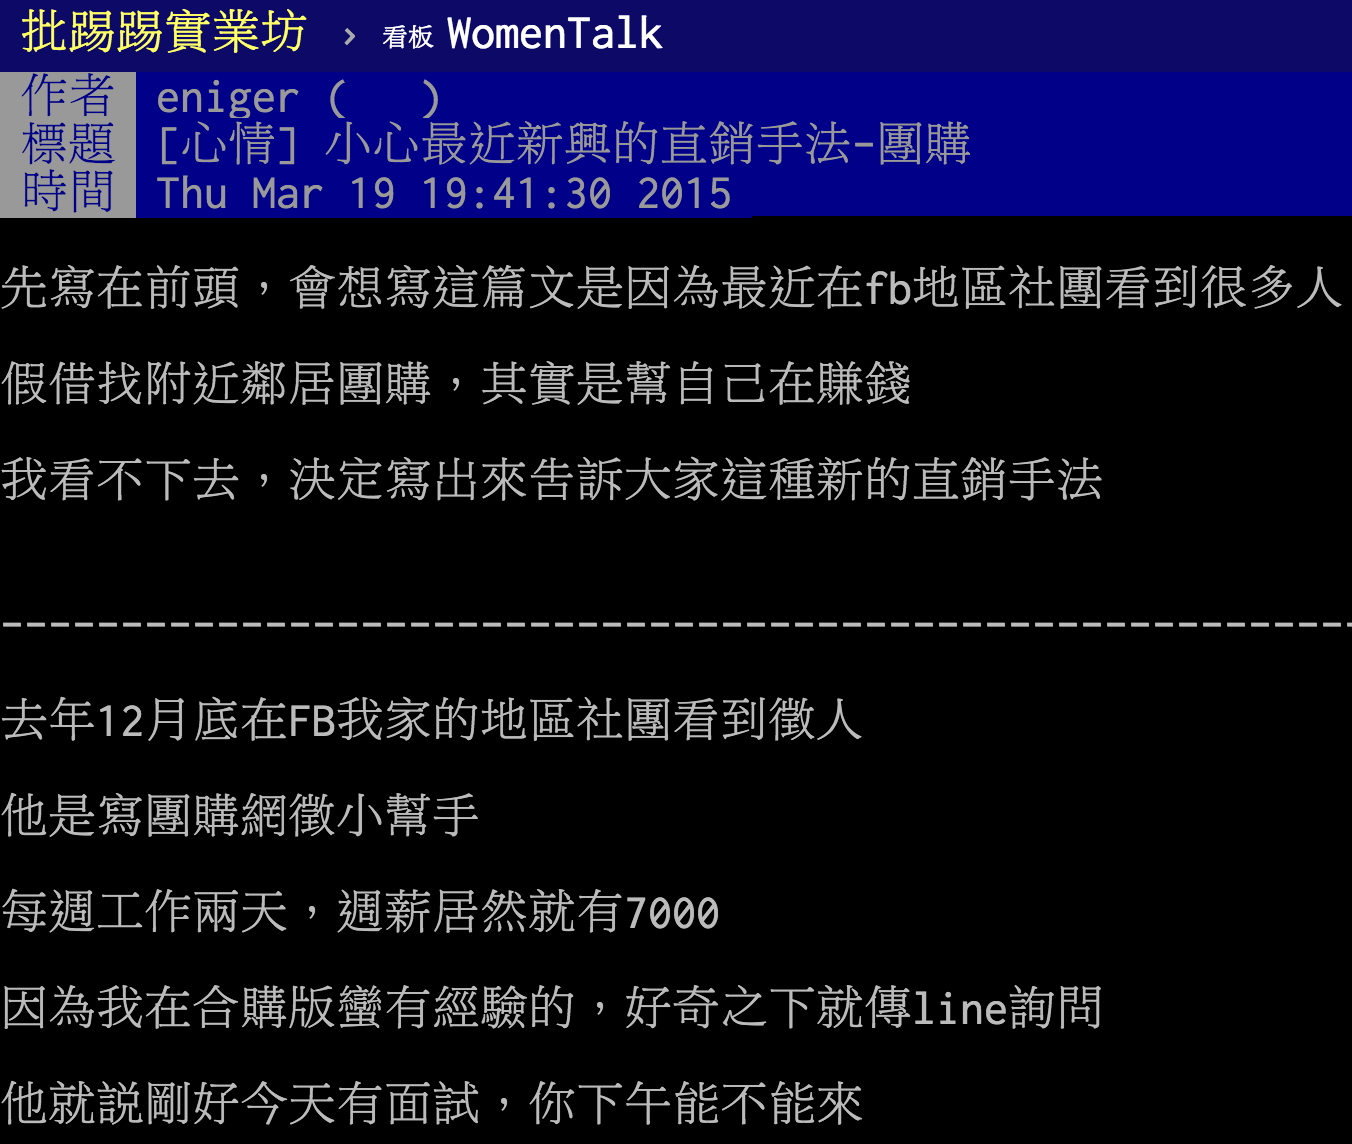 批踢踢實業坊 › 看板 WomenTalk
作者 eniger ( )
標題 [心情] 小心最近新興的直銷手法-團購
時間 Thu Mar 19 19:41:30 2015
先寫在前頭，會想寫這篇文是因為最近在fb地區社團看到很多人
假借找附近鄰居團購，其實是幫自己在賺錢
我看不下去，決定寫出來告訴大家這種新的直銷手法
---------------------------------------------------------
去年12月底在FB我家的地區社團看到徵人
他是寫團購網徵小幫手
每週工作兩天，週薪居然就有7000
因為我在合購版蠻有經驗的，好奇之下就傳line詢問
他就說剛好今天有面試，你下午能不能來